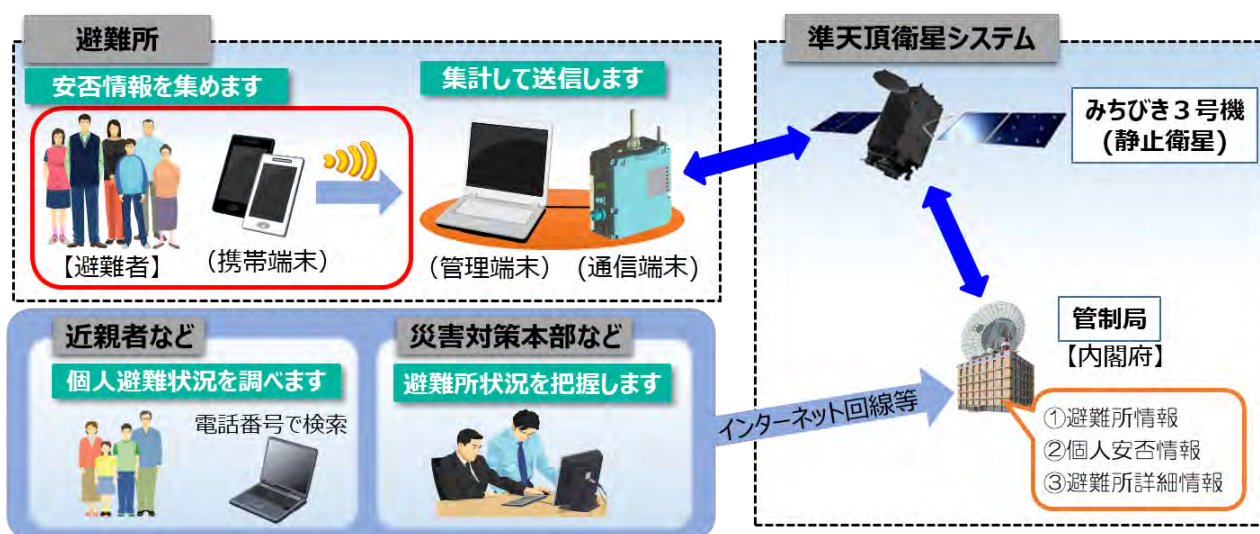 避難所
安否情報を集めます
集計して送信します
【避難者】
（携帯端末）
（管理端末）
(通信端末)
準天頂衛星システム
みちびき３号機
(静止衛星)
管制局
【内閣府】
①避難所情報
②個人安否情報
③避難所詳細情報
近親者など
個人避難状況を調べます
電話番号で検索
災害対策本部など
避難所状況を把握します
インターネット回線等